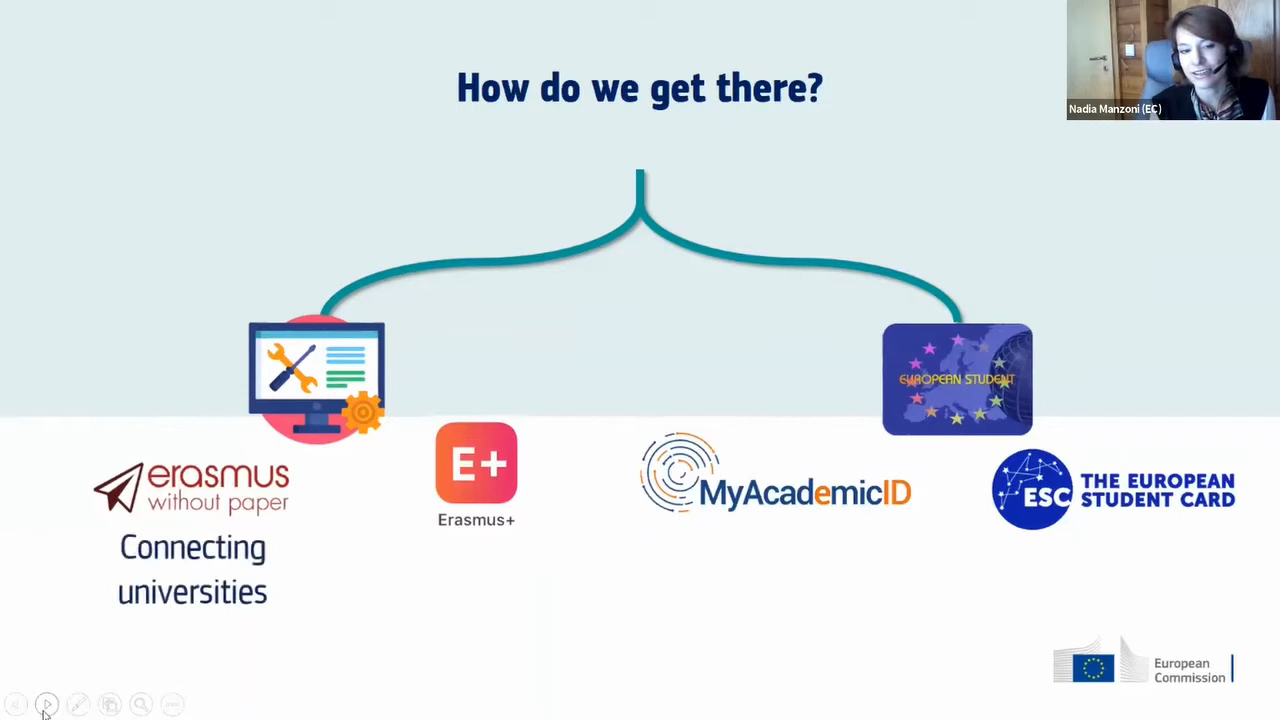 How do we get there?
Nadia Manzoni (EC)
EUROPEAN STUDENT
erasmus
without paper
Connecting
universities
E+
Erasmus+
MyAcademicID
ESC
THE EUROPEAN
STUDENT CARD
European
Commission